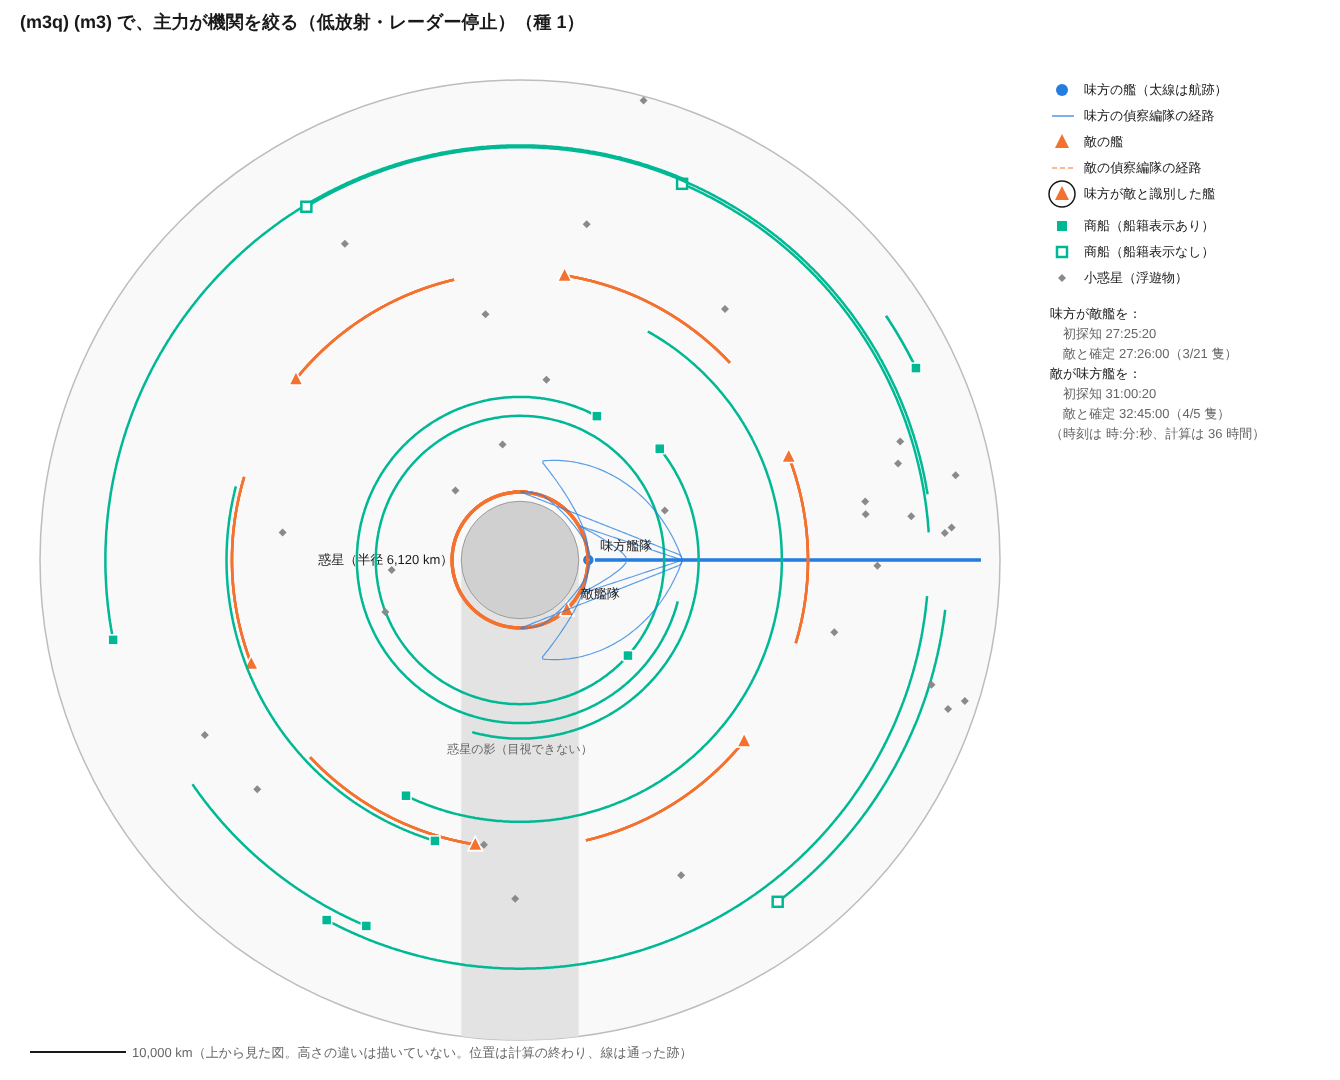 (m3q) (m3) で、主力が機関を絞る（低放射・レーダー停止）（種 1）
味方の艦（太線は航跡）
味方の偵察編隊の経路
敵の艦
敵の偵察編隊の経路
味方が敵と識別した艦
商船（船籍表示あり）
商船（船籍表示なし）
小惑星（浮遊物）
味方が敵艦を：
初探知 27:25:20
敵と確定 27:26:00（3/21 隻）
敵が味方艦を：
初探知 31:00:20
敵と確定 32:45:00（4/5 隻）
（時刻は 時:分:秒、計算は 36 時間）
味方艦隊
惑星（半径 6,120 km）
敵艦隊
惑星の影（目視できない）
10,000 km（上から見た図。高さの違いは描いていない。位置は計算の終わり、線は通った跡）